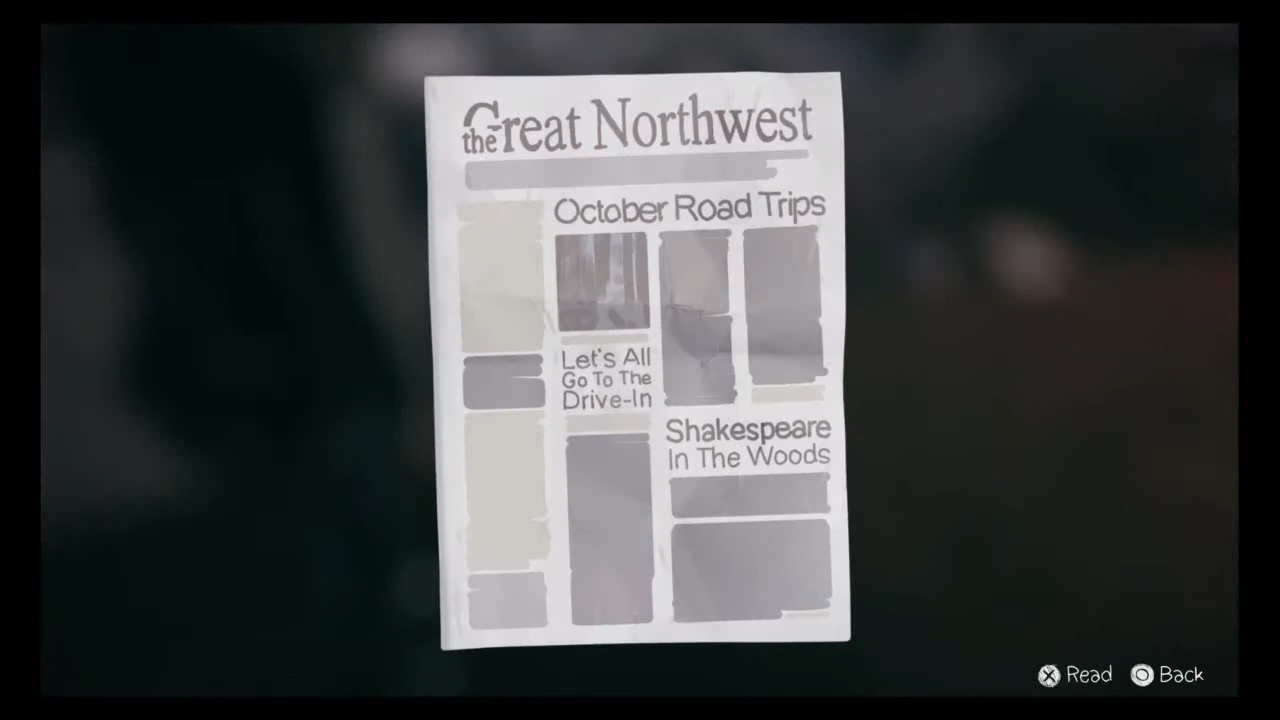 the Great Northwest
October Road Trips
Let's All
Go To The
Drive-In
Shakespeare
In The Woods
Read
Back